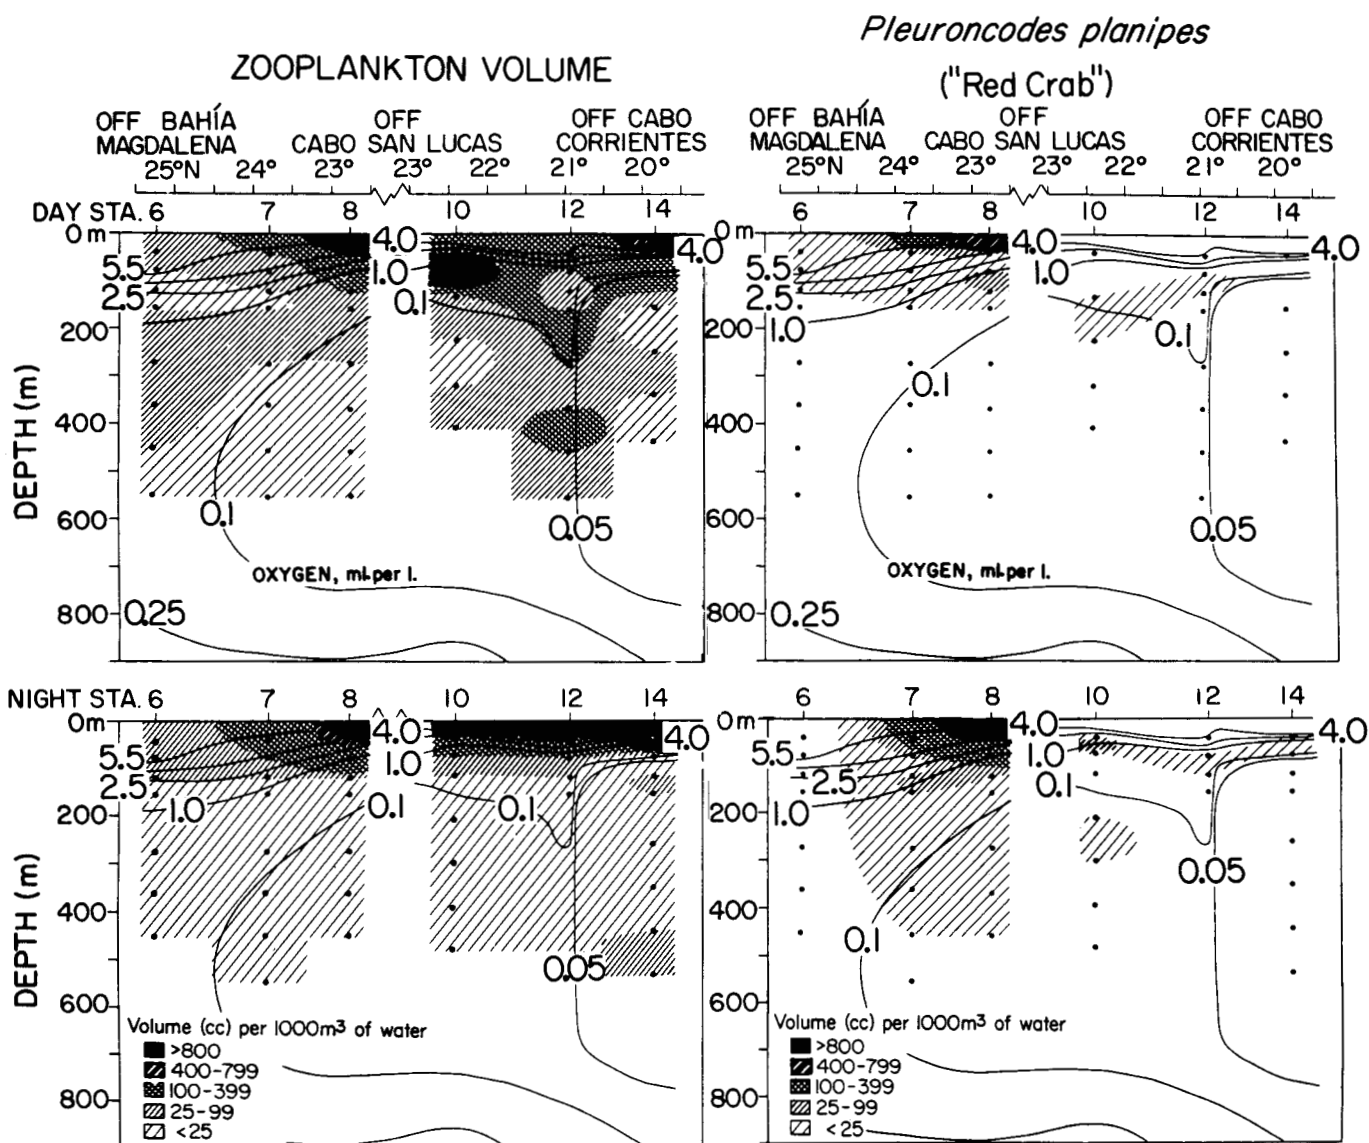 Pleuroncodes planipes
("Red Crab")
ZOOPLANKTON VOLUME
OFF BAHÍA
MAGDALENA
OFF
CABO SAN LUCAS
OFF CABO
CORRIENTES
25°N 24° 23° 23° 22° 21° 20°
DAY STA. 6 7 8 10 12 14
0m
200
400
600
800
DEPTH (m)
5.5
2.5
4.0
1.0
0.1
4.0
0.1
0.05
OXYGEN, ml. per l.
0.25
OFF BAHÍA
MAGDALENA
OFF
CABO SAN LUCAS
OFF CABO
CORRIENTES
25°N 24° 23° 23° 22° 21° 20°
6 7 8 10 12 14
0m
200
400
600
800
5.5
2.5
1.0
4.0
1.0
4.0
0.1
0.1
0.05
OXYGEN, ml. per l.
0.25
NIGHT STA. 6 7 8 10 12 14
0m
200
400
600
800
DEPTH (m)
5.5
2.5
1.0
4.0
1.0
0.1
0.1
4.0
0.05
Volume (cc) per 1000m³ of water
>800
400-799
100-399
25-99
<25
6 7 8 10 12 14
0m
200
400
600
800
5.5
2.5
1.0
4.0
1.0
0.1
4.0
0.1
0.05
Volume (cc) per 1000m³ of water
>800
400-799
100-399
25-99
<25